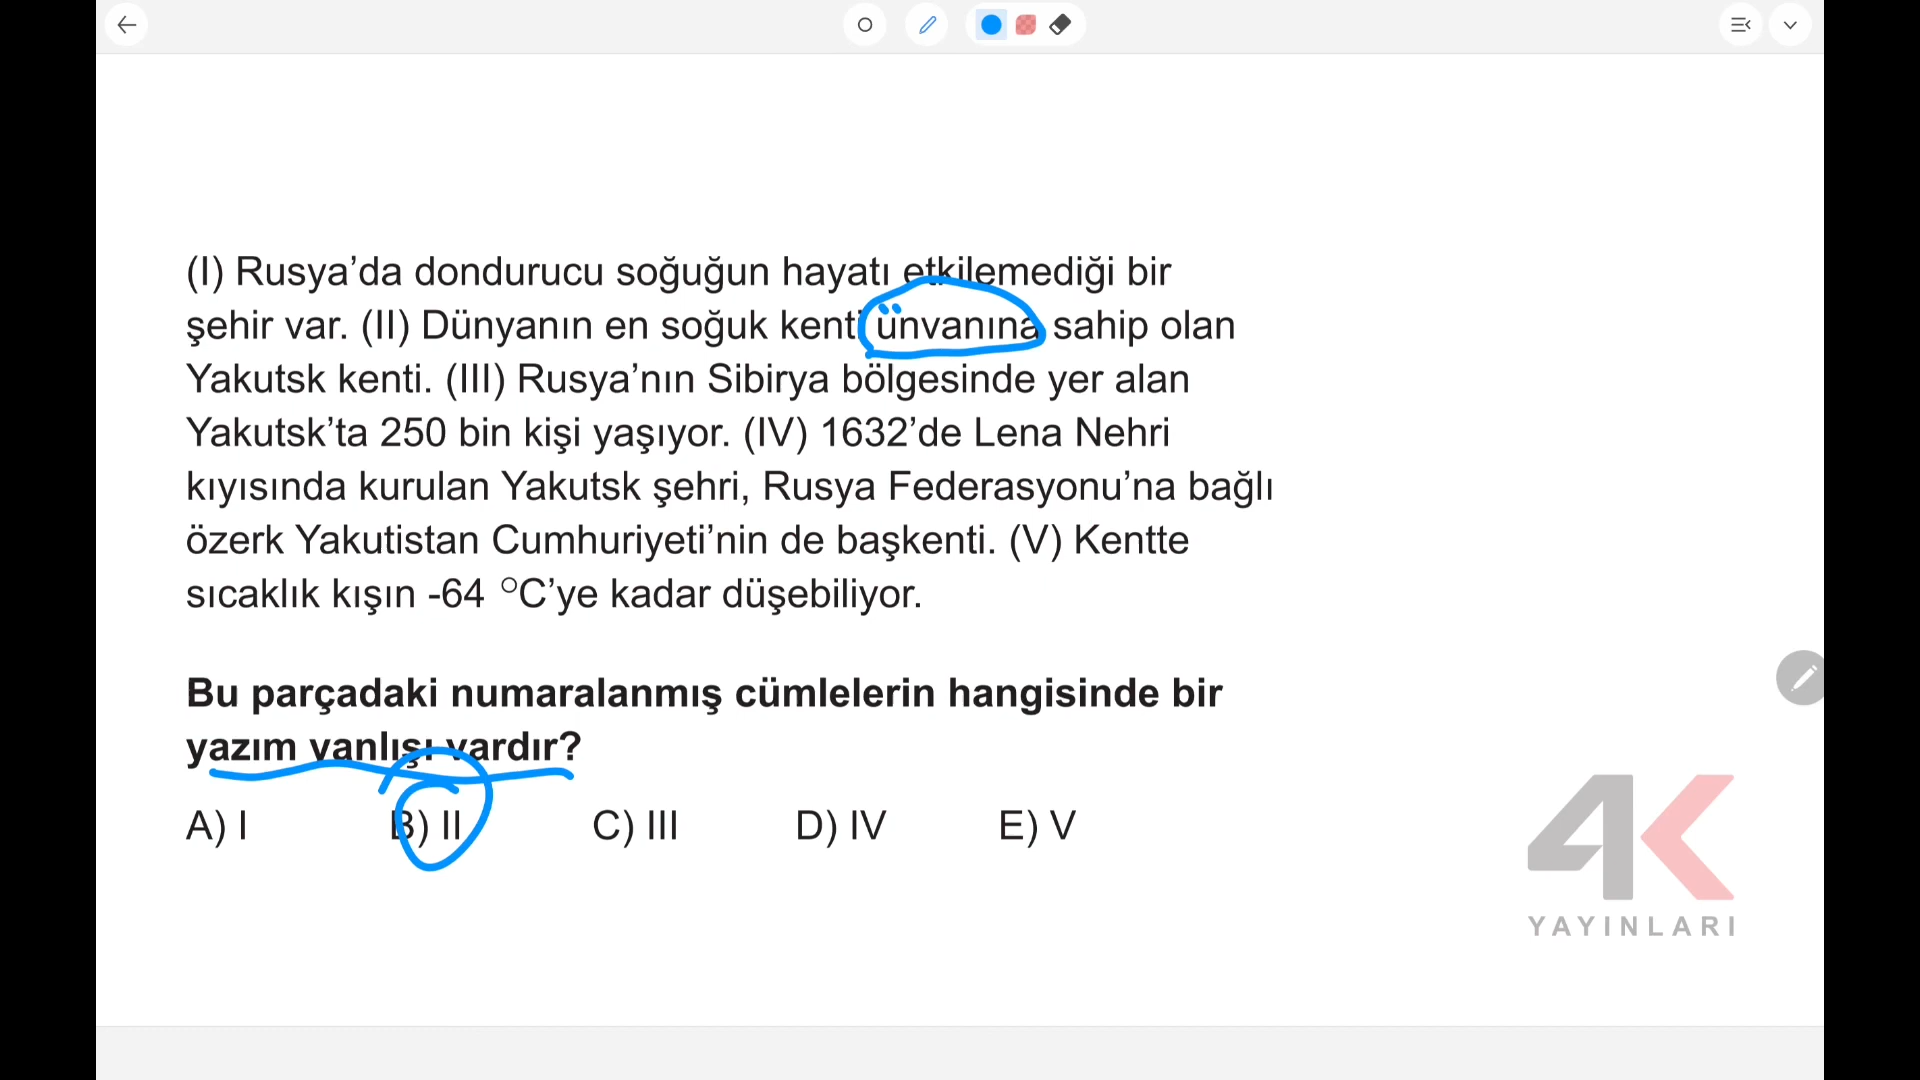 (I) Rusya’da dondurucu soğuğun hayatı etkilemediği bir
şehir var. (II) Dünyanın en soğuk kenti ünvanına sahip olan
Yakutsk kenti. (III) Rusya’nın Sibirya bölgesinde yer alan
Yakutsk’ta 250 bin kişi yaşıyor. (IV) 1632’de Lena Nehri
kıyısında kurulan Yakutsk şehri, Rusya Federasyonu’na bağlı
özerk Yakutistan Cumhuriyeti’nin de başkenti. (V) Kentte
sıcaklık kışın -64 °C’ye kadar düşebiliyor.
Bu parçadaki numaralanmış cümlelerin hangisinde bir
yazım yanlışı vardır?
A) I B) II C) III D) IV E) V
4K
YAYINLARI